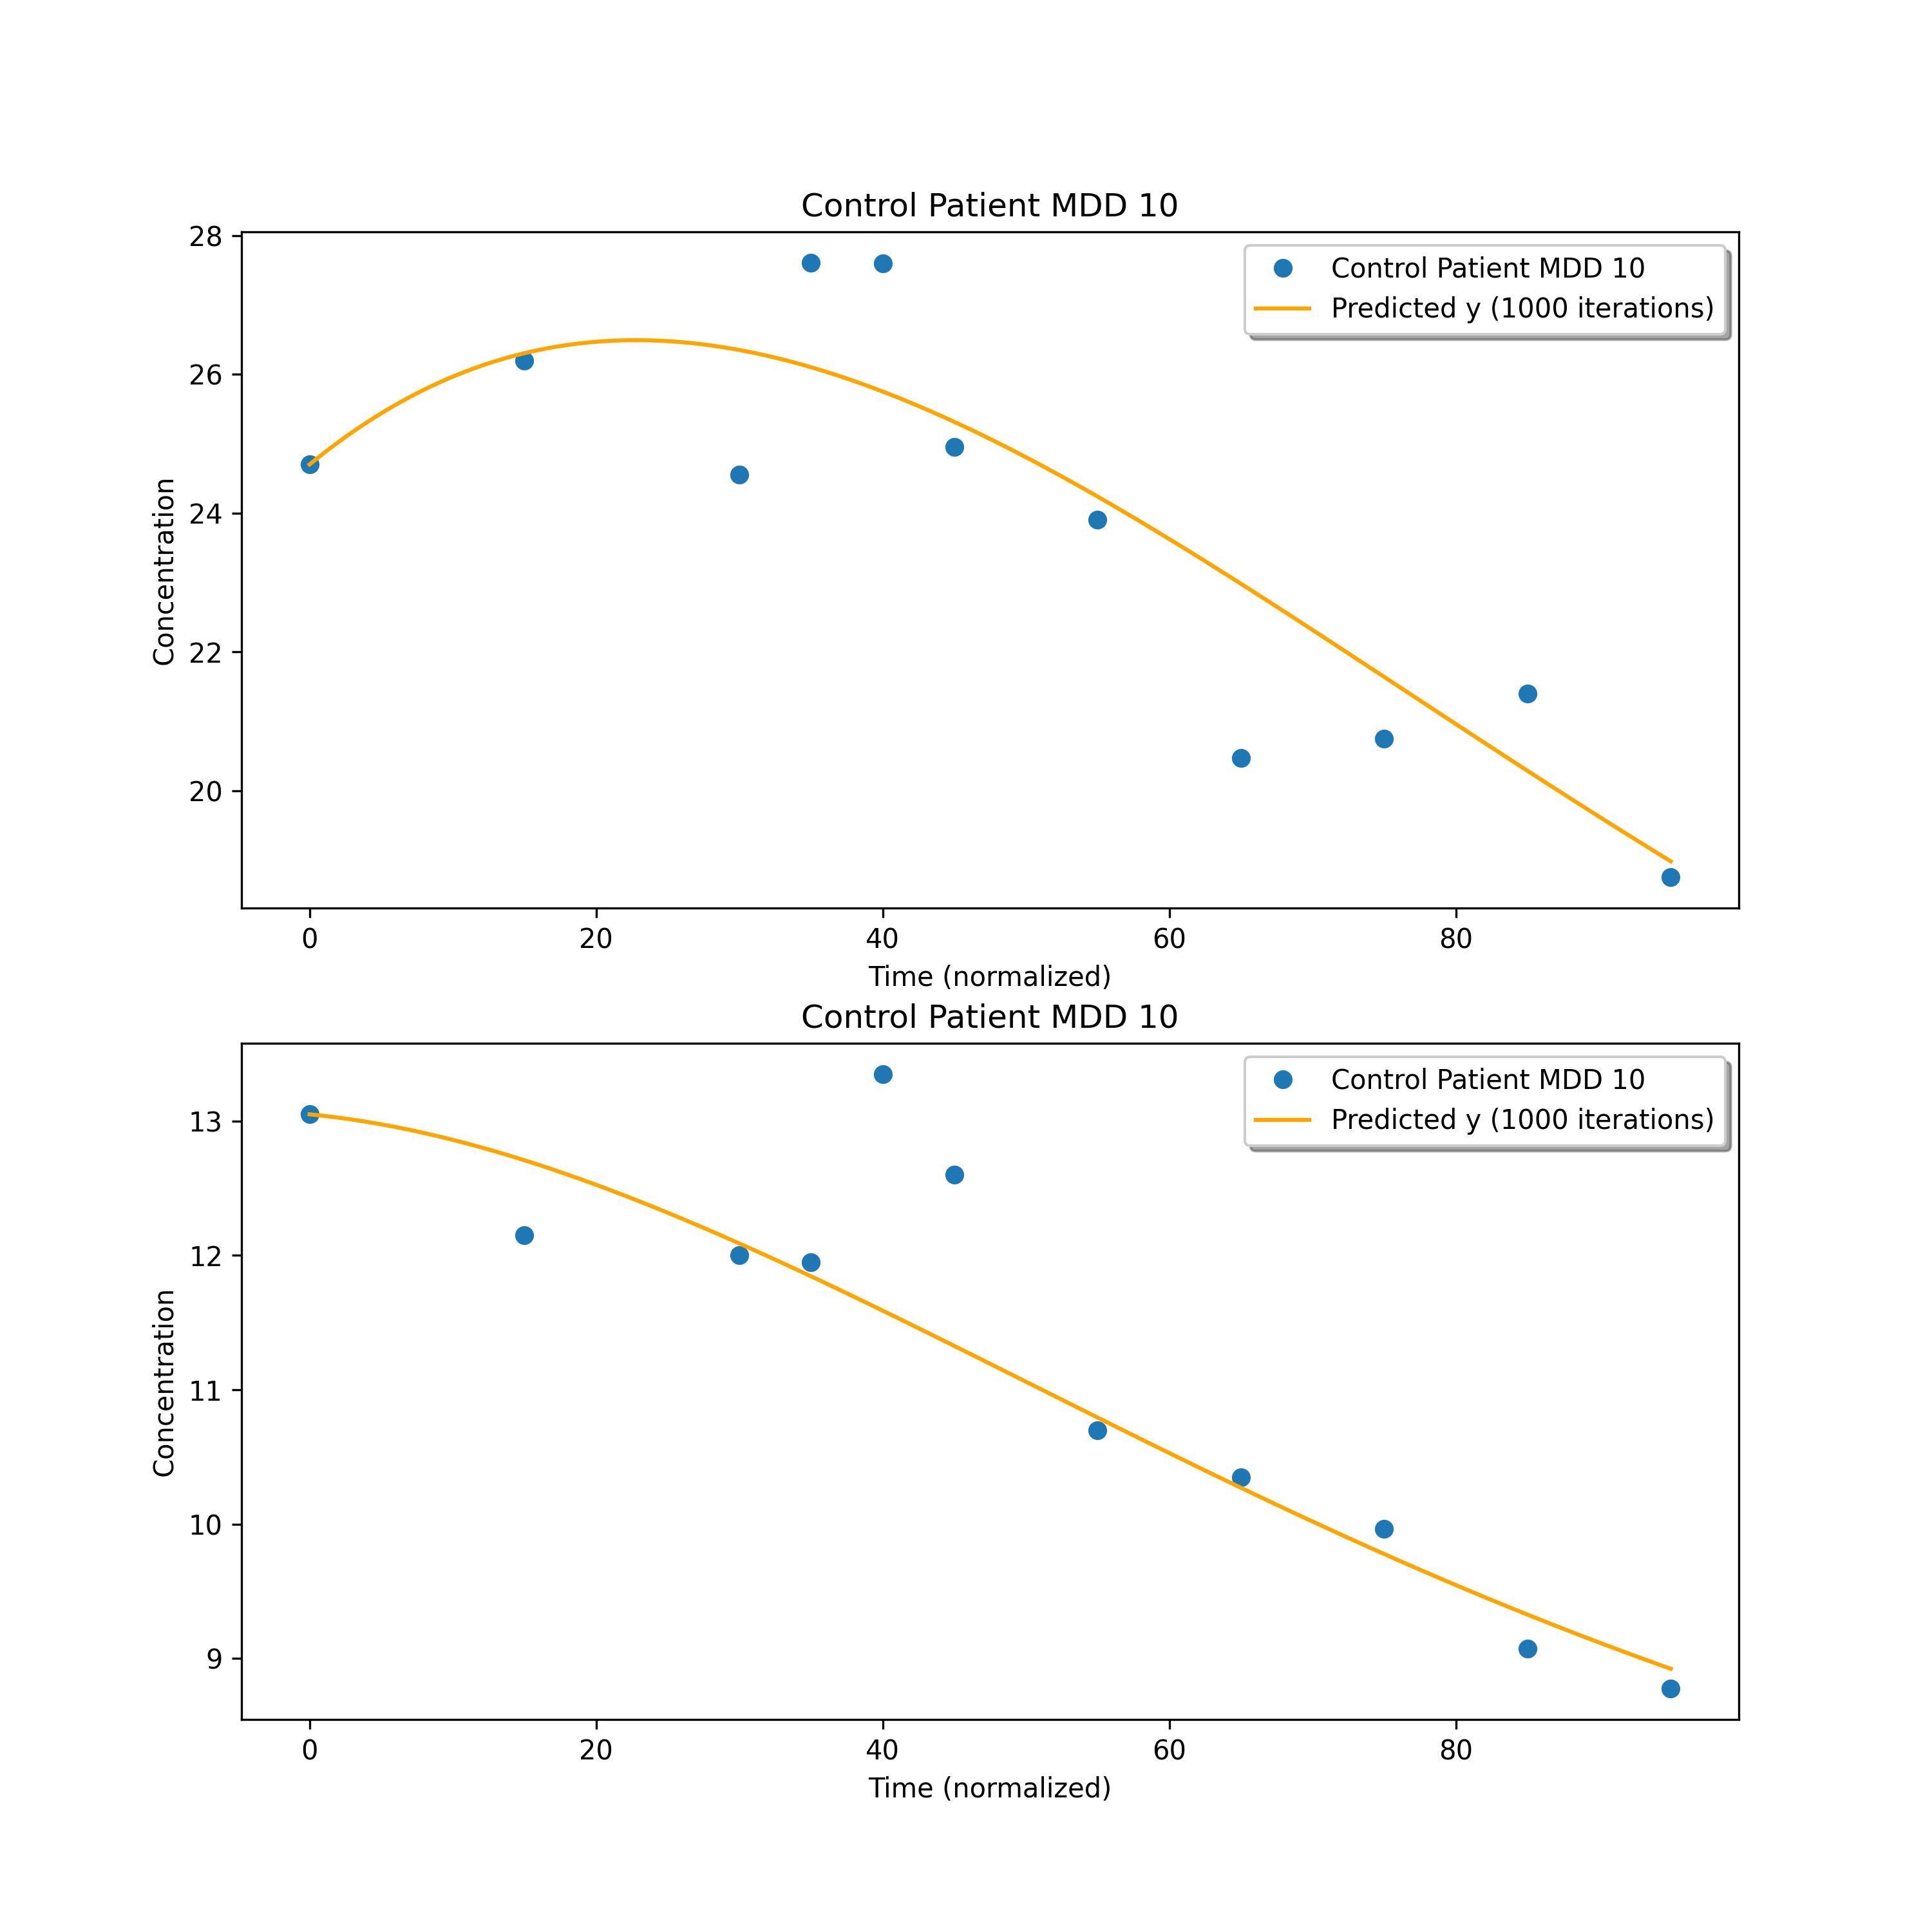 Control Patient MDD 10
28
26
24
22
20
Concentration
Control Patient MDD 10
Predicted y (1000 iterations)
0 20 40 60 80
Time (normalized)
Control Patient MDD 10
13
12
11
10
9
Concentration
Control Patient MDD 10
Predicted y (1000 iterations)
0 20 40 60 80
Time (normalized)